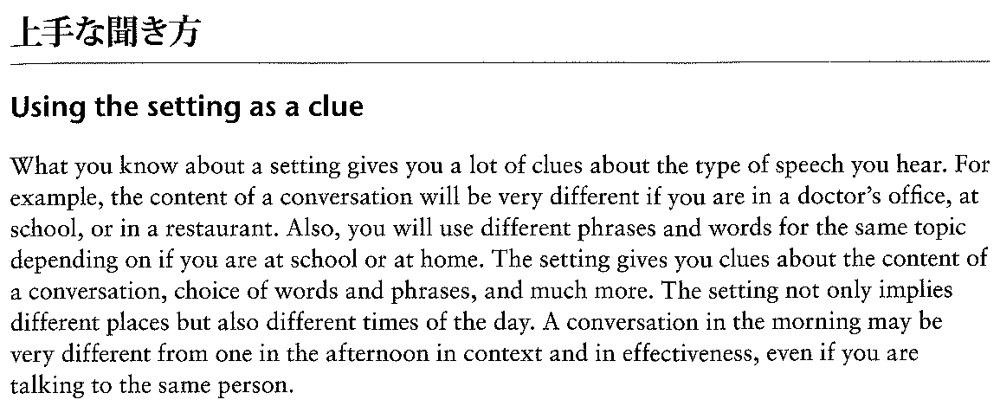 上手な聞き方
Using the setting as a clue
What you know about a setting gives you a lot of clues about the type of speech you hear. For
example, the content of a conversation will be very different if you are in a doctor's office, at
school, or in a restaurant. Also, you will use different phrases and words for the same topic
depending on if you are at school or at home. The setting gives you clues about the content of
a conversation, choice of words and phrases, and much more. The setting not only implies
different places but also different times of the day. A conversation in the morning may be
very different from one in the afternoon in context and in effectiveness, even if you are
talking to the same person.